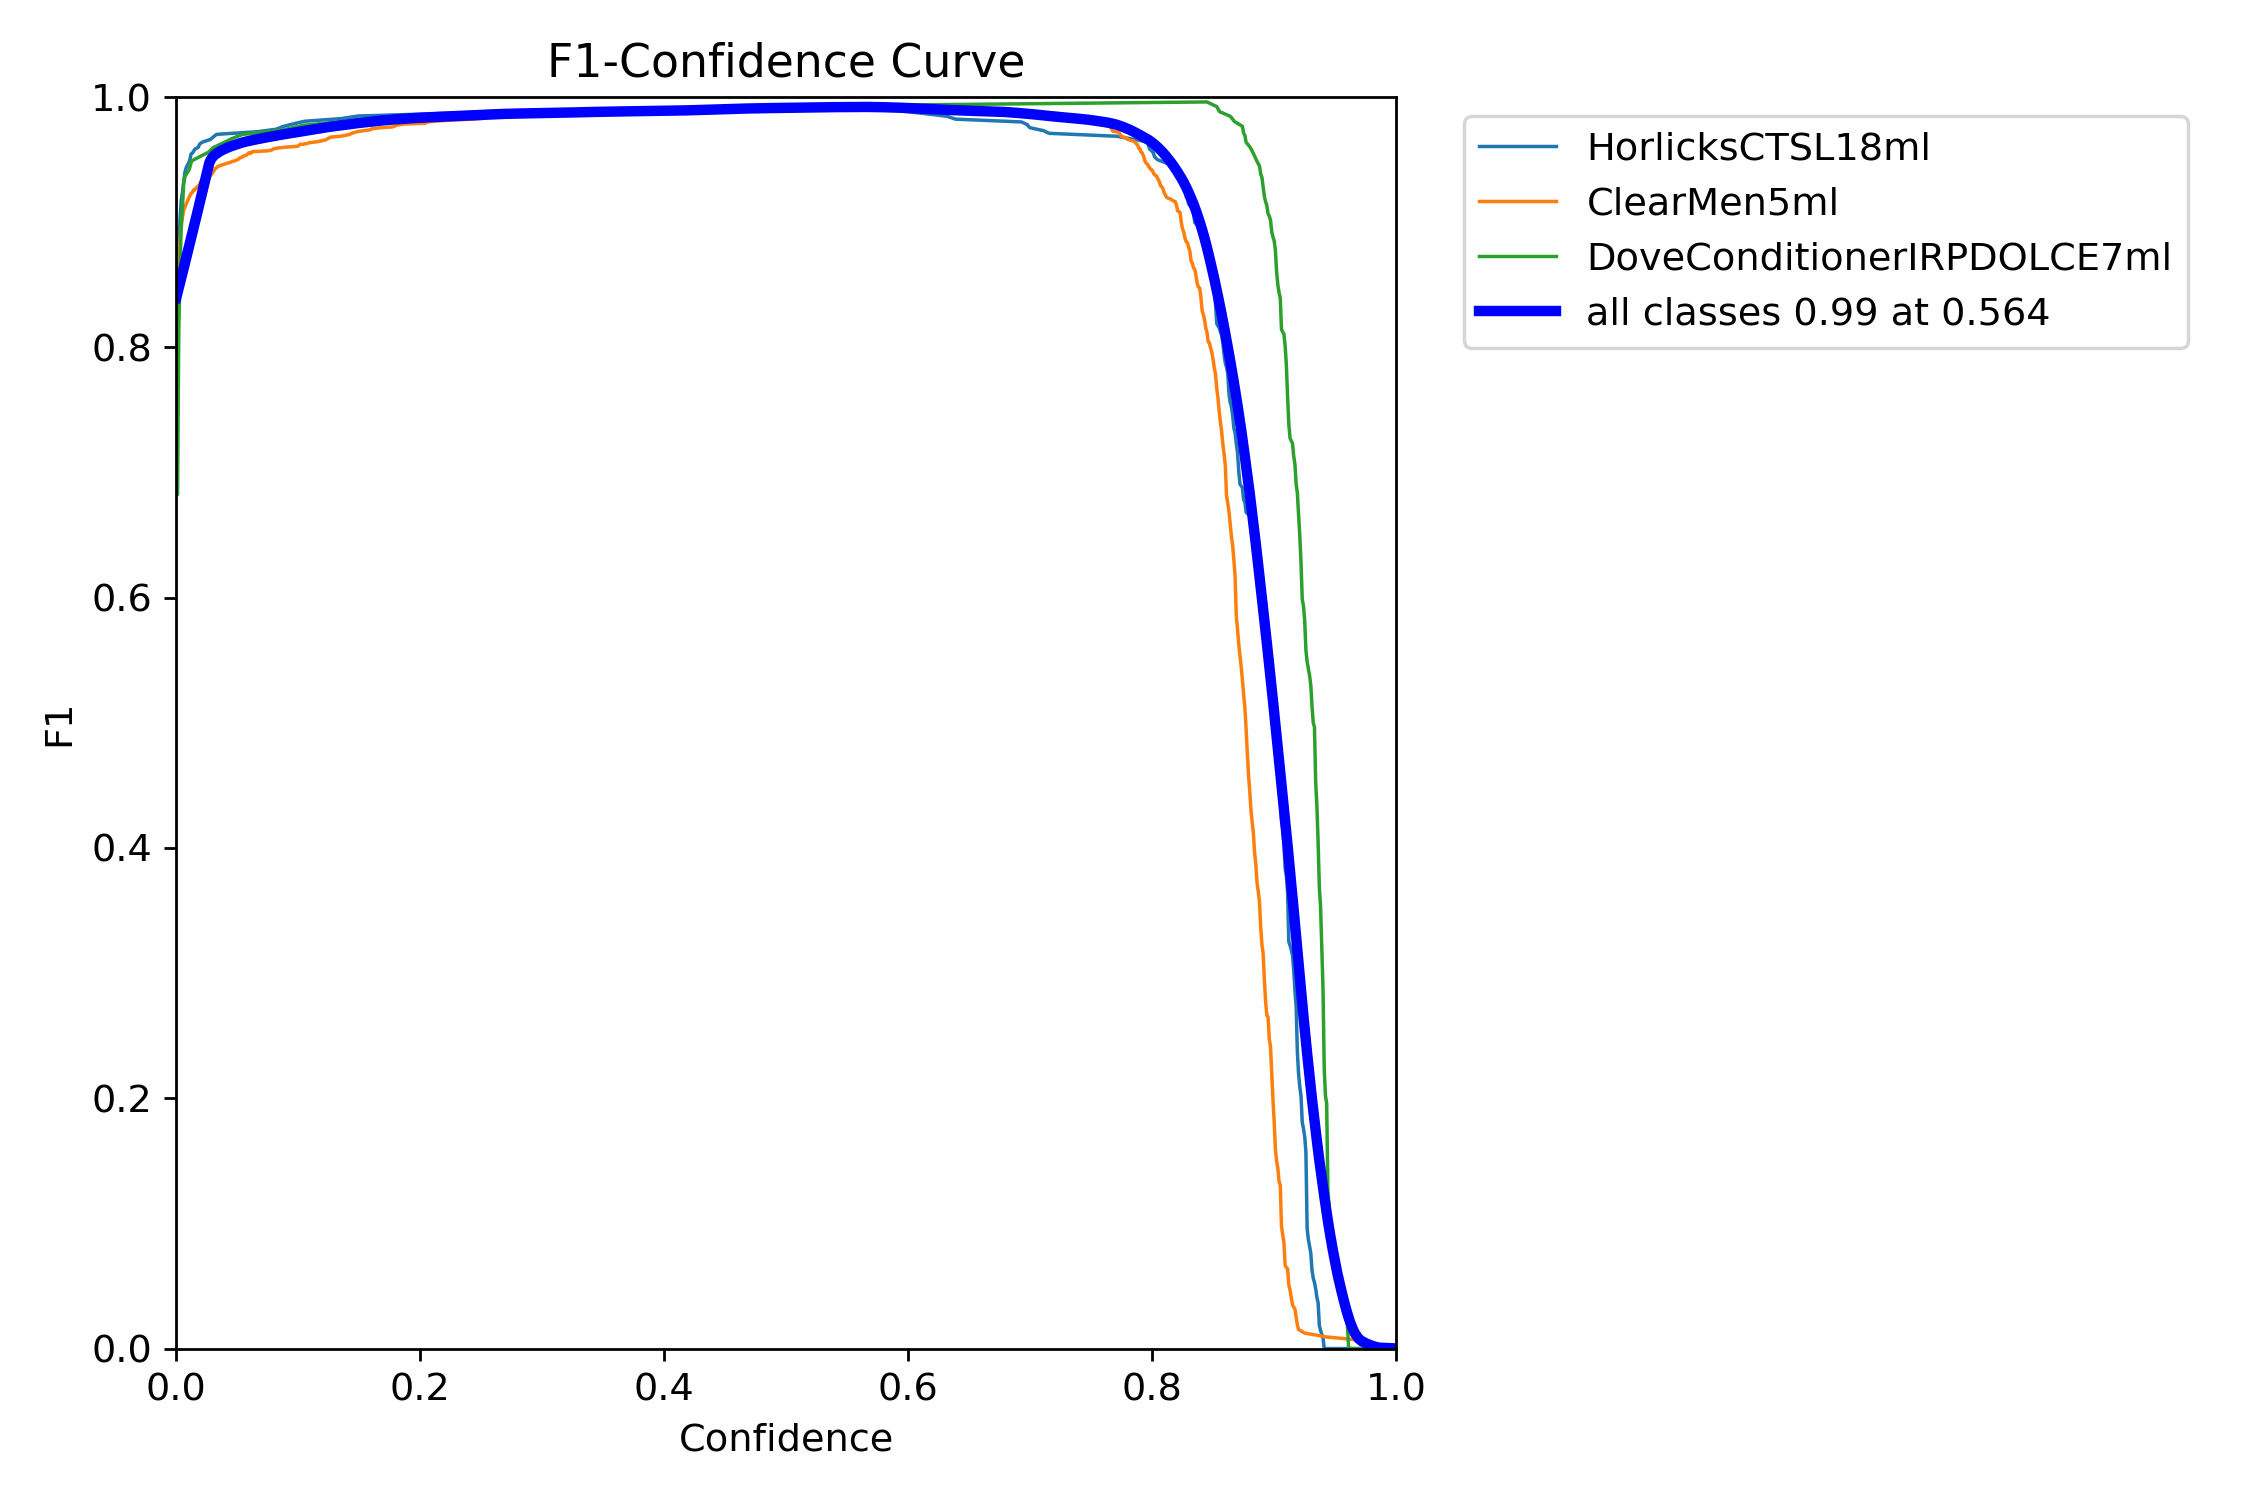 F1-Confidence Curve
1.0
0.8
0.6
0.4
0.2
0.0
F1
0.0 0.2 0.4 0.6 0.8 1.0
Confidence
HorlicksCTSL18ml
ClearMen5ml
DoveConditionerIRPDOLCE7ml
all classes 0.99 at 0.564